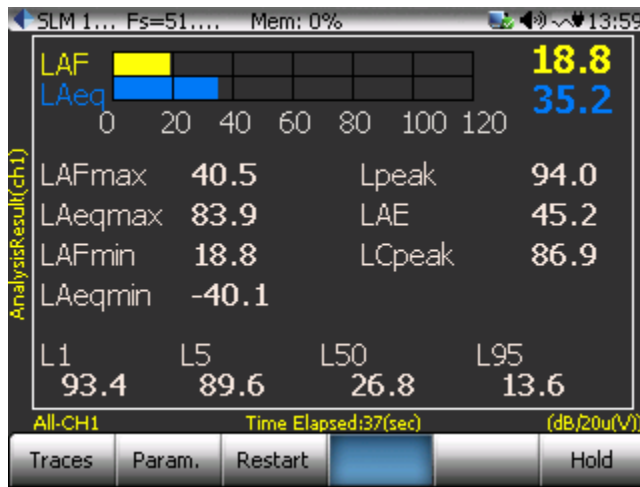 SLM 1... Fs=51.... Mem: 0% 13:59
LAF 18.8
LAeq 35.2
0 20 40 60 80 100 120
AnalysisResult(ch1)
LAFmax 40.5 Lpeak 94.0
LAeqmax 83.9 LAE 45.2
LAFmin 18.8 LCpeak 86.9
LAeqmin -40.1
L1 L5 L50 L95
93.4 89.6 26.8 13.6
All-CH1 Time Elapsed:37(sec) (dB/20u(V))
Traces Param. Restart Hold